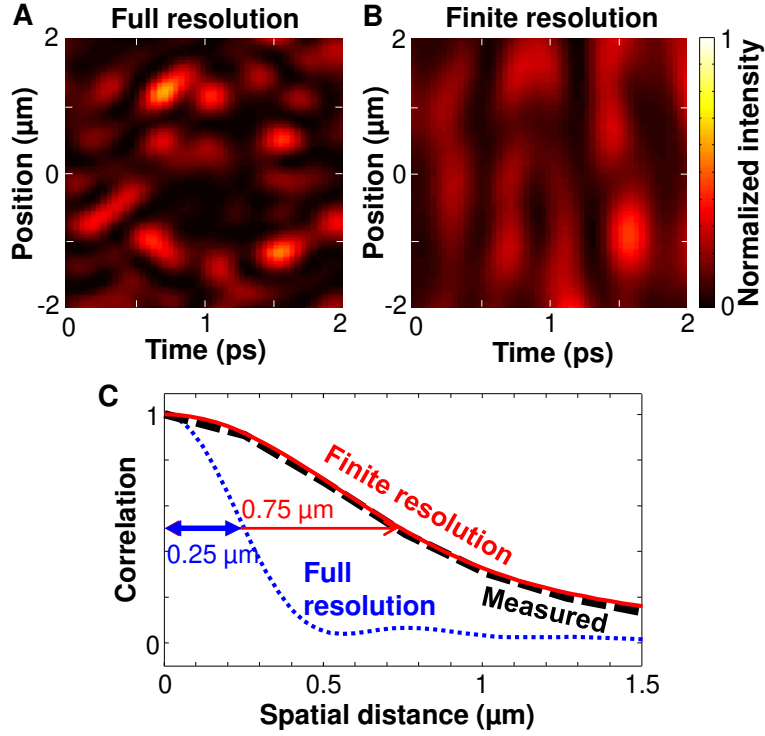 A
Full resolution
B
Finite resolution
2
0
-2
Position (µm)
0
1
2
Time (ps)
2
0
-2
Position (µm)
0
1
2
Time (ps)
1
0
Normalized intensity
C
1
0
Correlation
0.75 µm
0.25 µm
Finite resolution
Full
resolution
Measured
0
0.5
1
1.5
Spatial distance (µm)